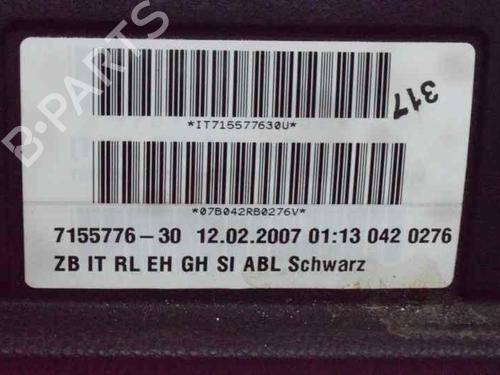 B-PARTS
317
*IT715577630U*
*07B042RB0276V*
7155776-30 12.02.2007 01:13 042 0276
ZB IT RL EH GH SI ABL Schwarz